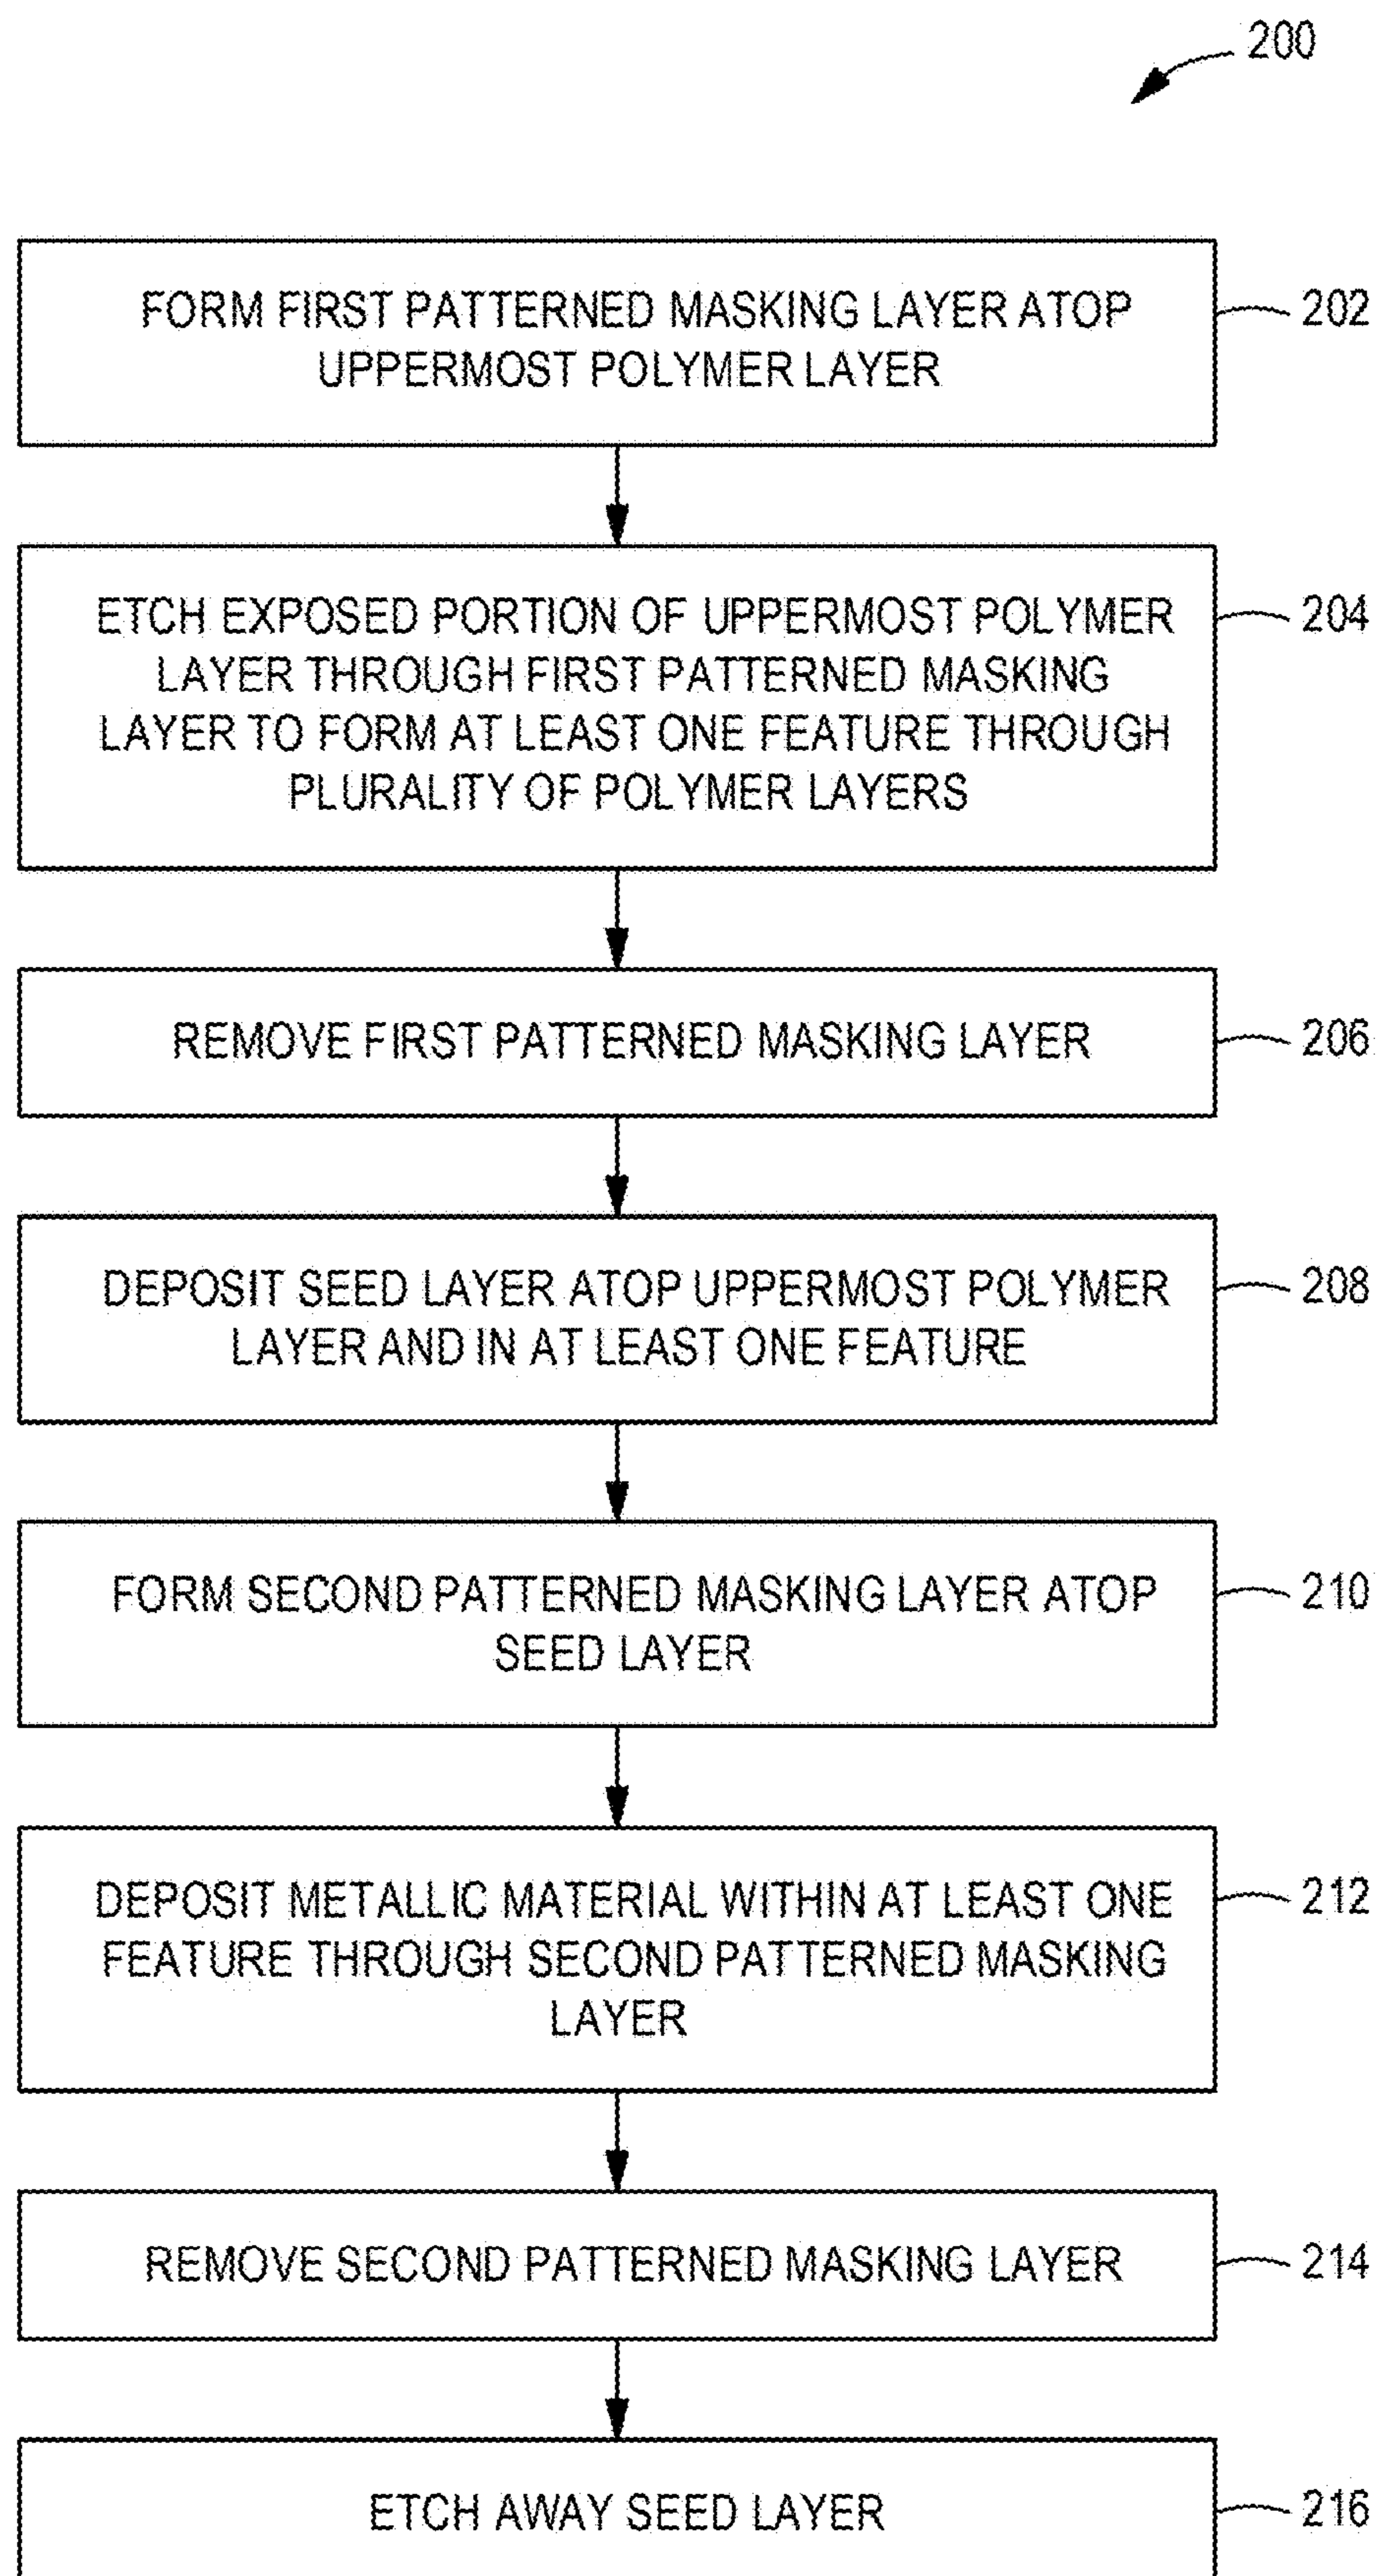 200
FORM FIRST PATTERNED MASKING LAYER ATOP
UPPERMOST POLYMER LAYER
202
ETCH EXPOSED PORTION OF UPPERMOST POLYMER
LAYER THROUGH FIRST PATTERNED MASKING
LAYER TO FORM AT LEAST ONE FEATURE THROUGH
PLURALITY OF POLYMER LAYERS
204
REMOVE FIRST PATTERNED MASKING LAYER
206
DEPOSIT SEED LAYER ATOP UPPERMOST POLYMER
LAYER AND IN AT LEAST ONE FEATURE
208
FORM SECOND PATTERNED MASKING LAYER ATOP
SEED LAYER
210
DEPOSIT METALLIC MATERIAL WITHIN AT LEAST ONE
FEATURE THROUGH SECOND PATTERNED MASKING
LAYER
212
REMOVE SECOND PATTERNED MASKING LAYER
214
ETCH AWAY SEED LAYER
216